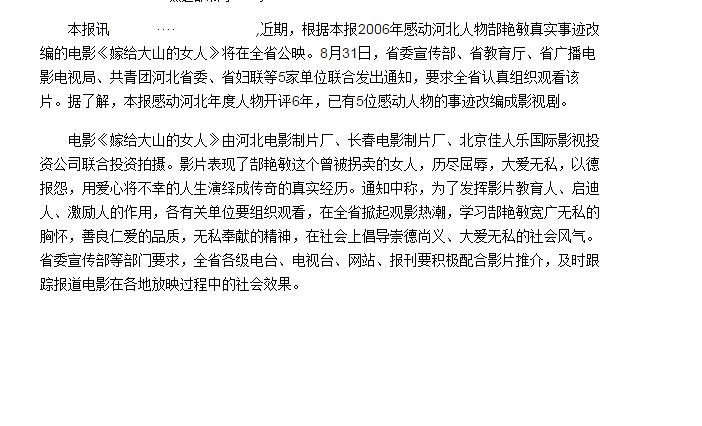 本报讯 ···· ,近期，根据本报2006年感动河北人物郜艳敏真实事迹改
编的电影《嫁给大山的女人》将在全省公映。8月31日，省委宣传部、省教育厅、省广播电
影电视局、共青团河北省委、省妇联等5家单位联合发出通知，要求全省认真组织观看该
片。据了解，本报感动河北年度人物开评6年，已有5位感动人物的事迹改编成影视剧。
电影《嫁给大山的女人》由河北电影制片厂、长春电影制片厂、北京佳人乐国际影视投
资公司联合投资拍摄。影片表现了郜艳敏这个曾被拐卖的女人，历尽屈辱，大爱无私，以德
报怨，用爱心将不幸的人生演绎成传奇的真实经历。通知中称，为了发挥影片教育人、启迪
人、激励人的作用，各有关单位要组织观看，在全省掀起观影热潮，学习郜艳敏宽广无私的
胸怀，善良仁爱的品质，无私奉献的精神，在社会上倡导崇德尚义、大爱无私的社会风气。
省委宣传部等部门要求，全省各级电台、电视台、网站、报刊要积极配合影片推介，及时跟
踪报道电影在各地放映过程中的社会效果。